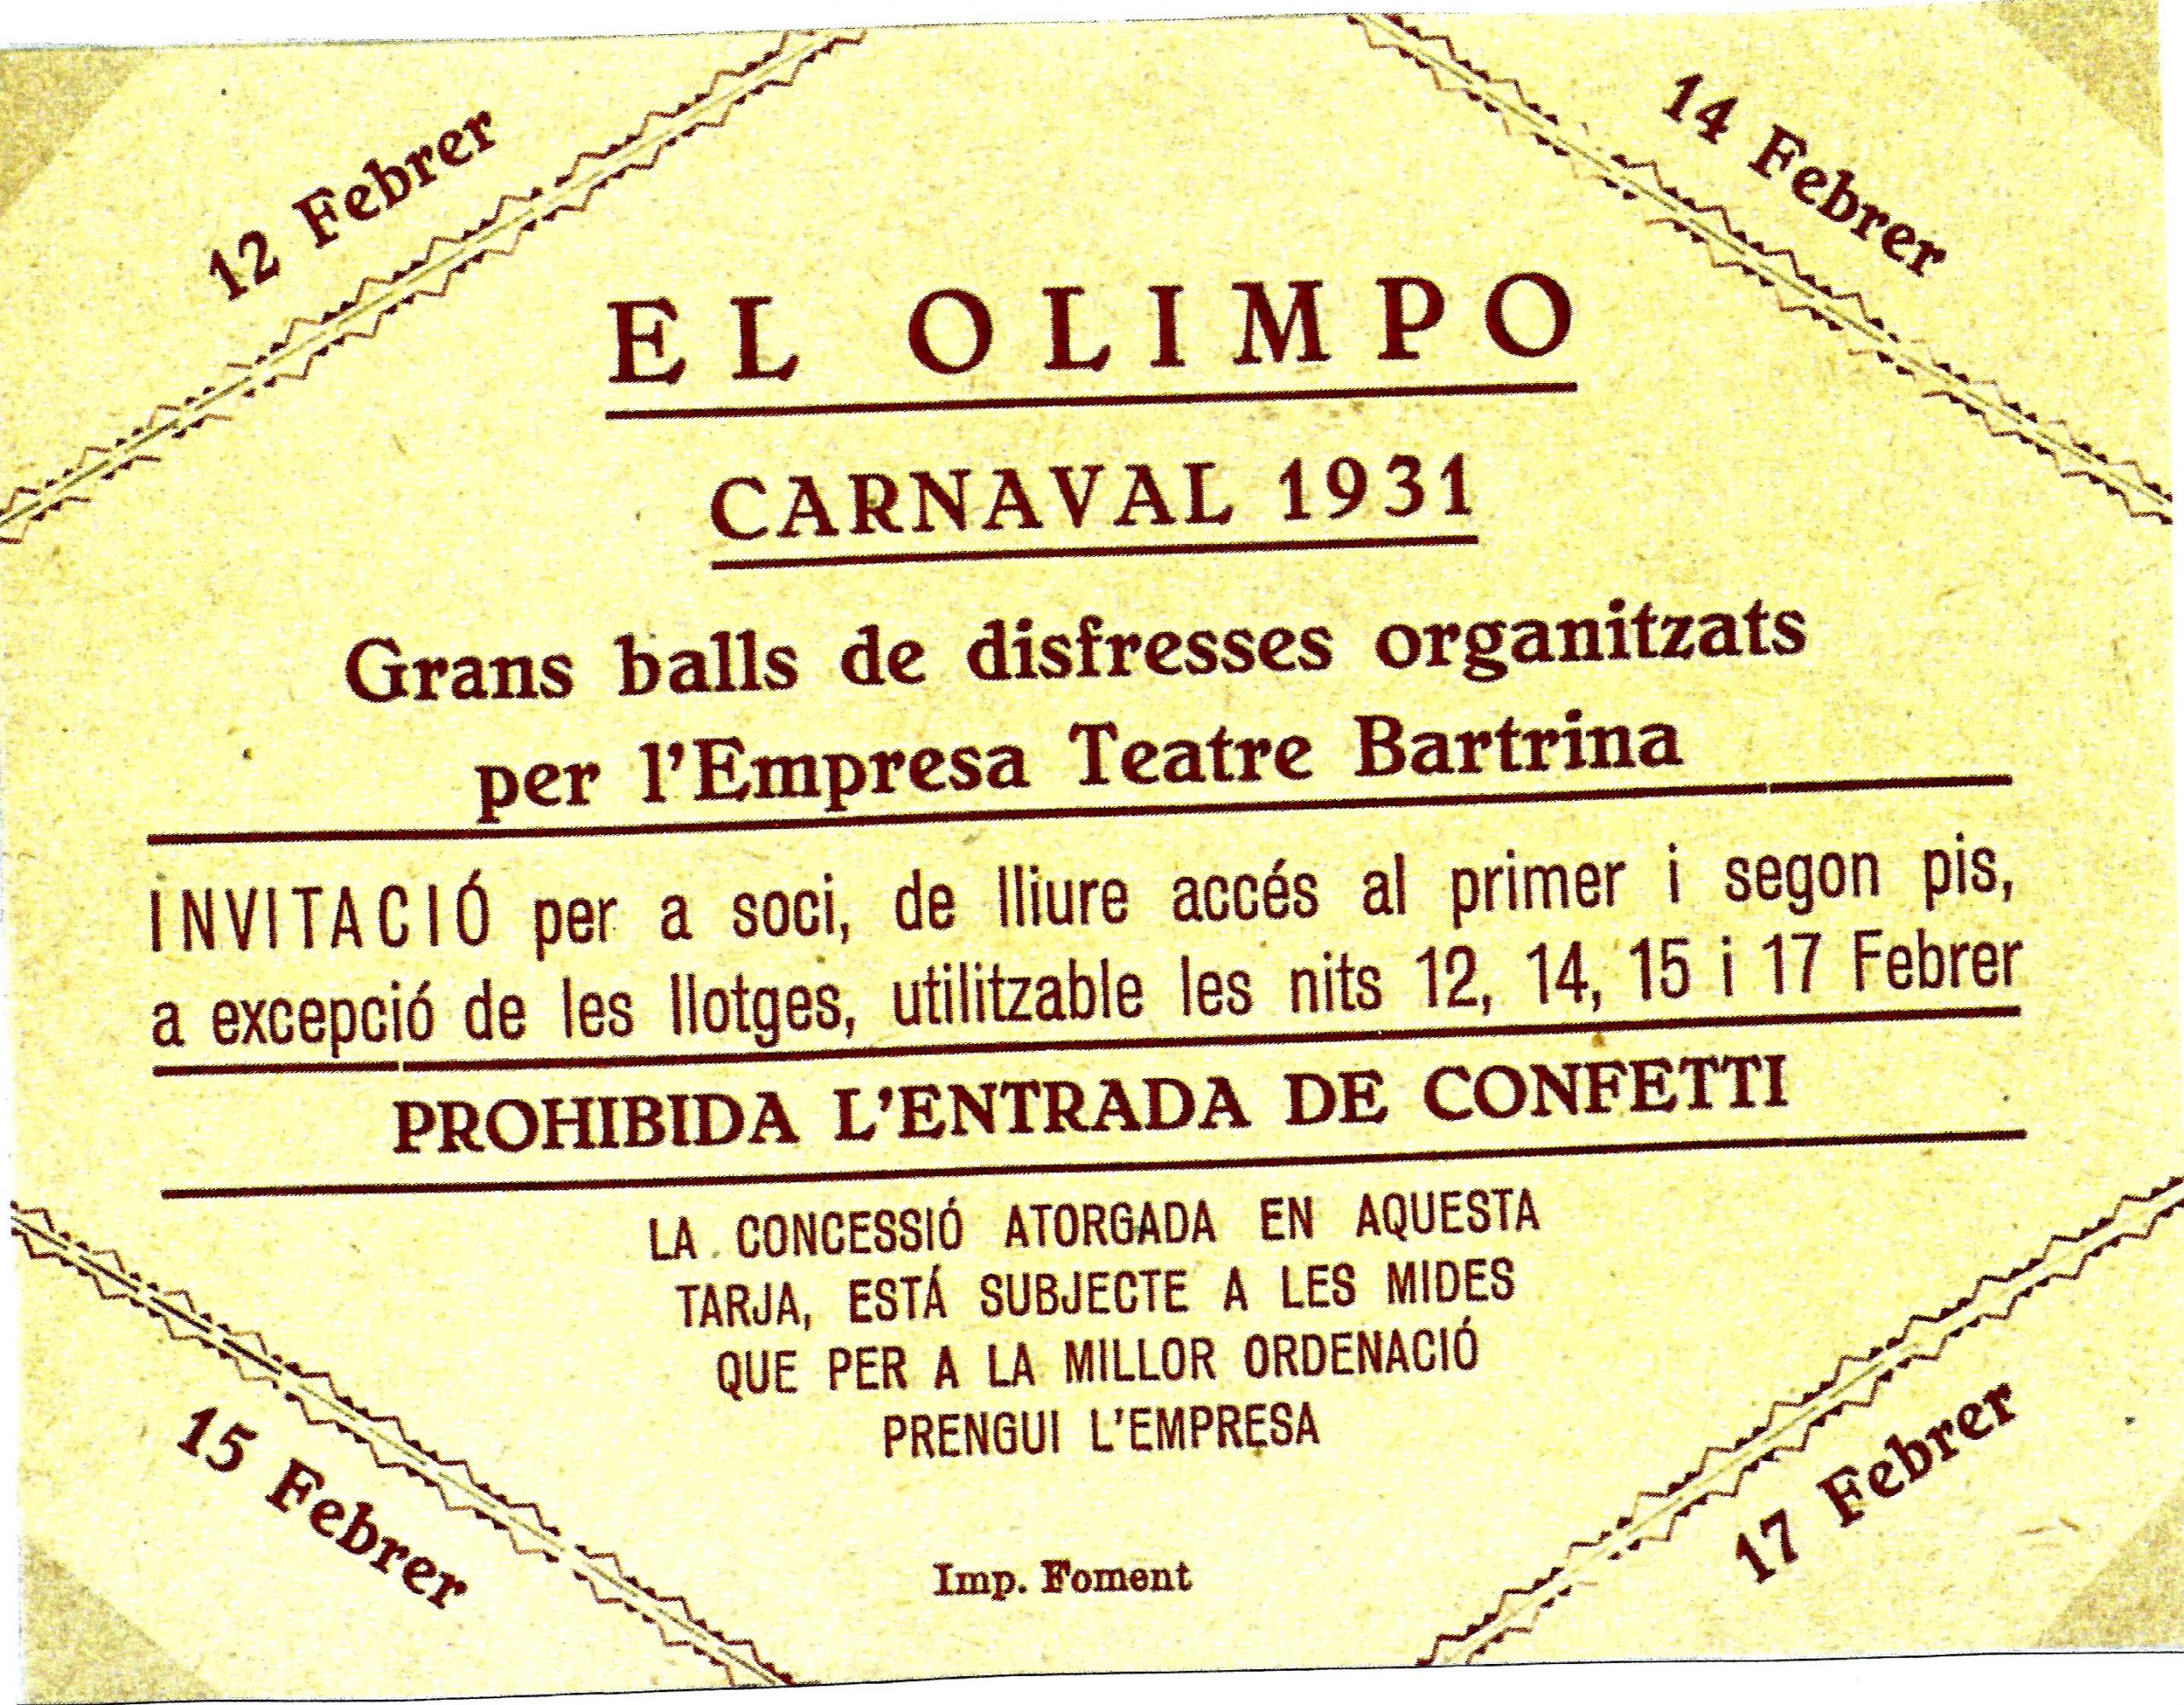 12 Febrer
14 Febrer
EL OLIMPO
CARNAVAL 1931
Grans balls de disfresses organitzats
per l'Empresa Teatre Bartrina
INVITACIÓ per a soci, de lliure accés al primer i segon pis,
a excepció de les llotges, utilitzable les nits 12, 14, 15 i 17 Febrer
PROHIBIDA L'ENTRADA DE CONFETTI
LA CONCESSIÓ ATORGADA EN AQUESTA
TARJA, ESTÁ SUBJECTE A LES MIDES
QUE PER A LA MILLOR ORDENACIÓ
PRENGUI L'EMPRESA
15 Febrer
17 Febrer
Imp. Foment